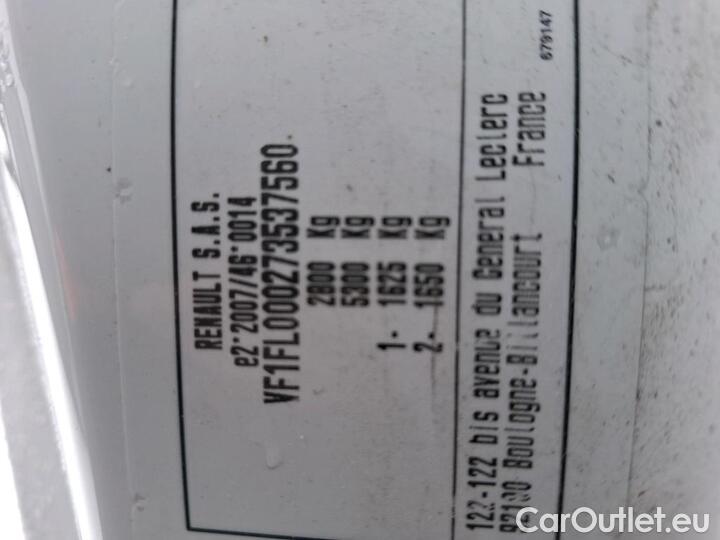 RENAULT S.A.S.
e2*2007/46*0014
VF1FL000273537560
2800 Kg
5300 Kg
1- 1625 Kg
2- 1650 Kg
122-122 bis avenue du General Leclerc
92100 Boulogne-Billancourt France
679147
CarOutlet.eu